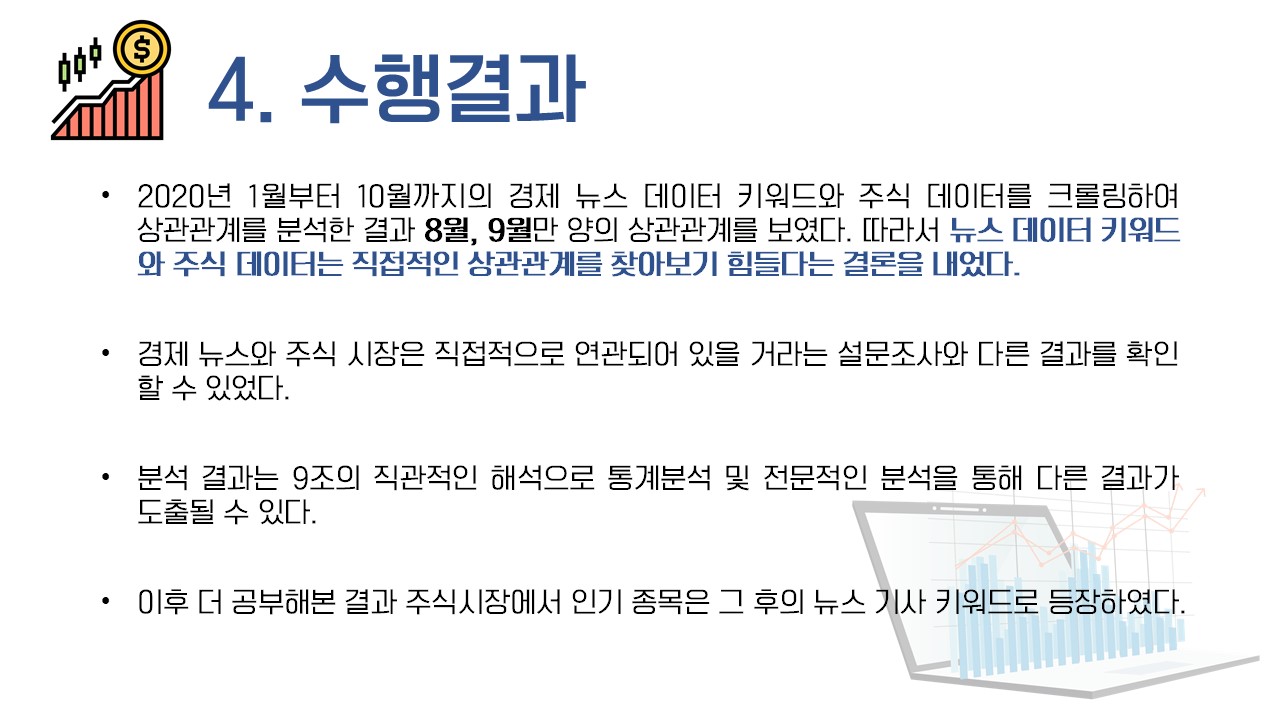 $
4. 수행결과
• 2020년 1월부터 10월까지의 경제 뉴스 데이터 키워드와 주식 데이터를 크롤링하여
상관관계를 분석한 결과 8월, 9월만 양의 상관관계를 보였다. 따라서 뉴스 데이터 키워드
와 주식 데이터는 직접적인 상관관계를 찾아보기 힘들다는 결론을 내었다.
• 경제 뉴스와 주식 시장은 직접적으로 연관되어 있을 거라는 설문조사와 다른 결과를 확인
할 수 있었다.
• 분석 결과는 9조의 직관적인 해석으로 통계분석 및 전문적인 분석을 통해 다른 결과가
도출될 수 있다.
• 이후 더 공부해본 결과 주식시장에서 인기 종목은 그 후의 뉴스 기사 키워드로 등장하였다.